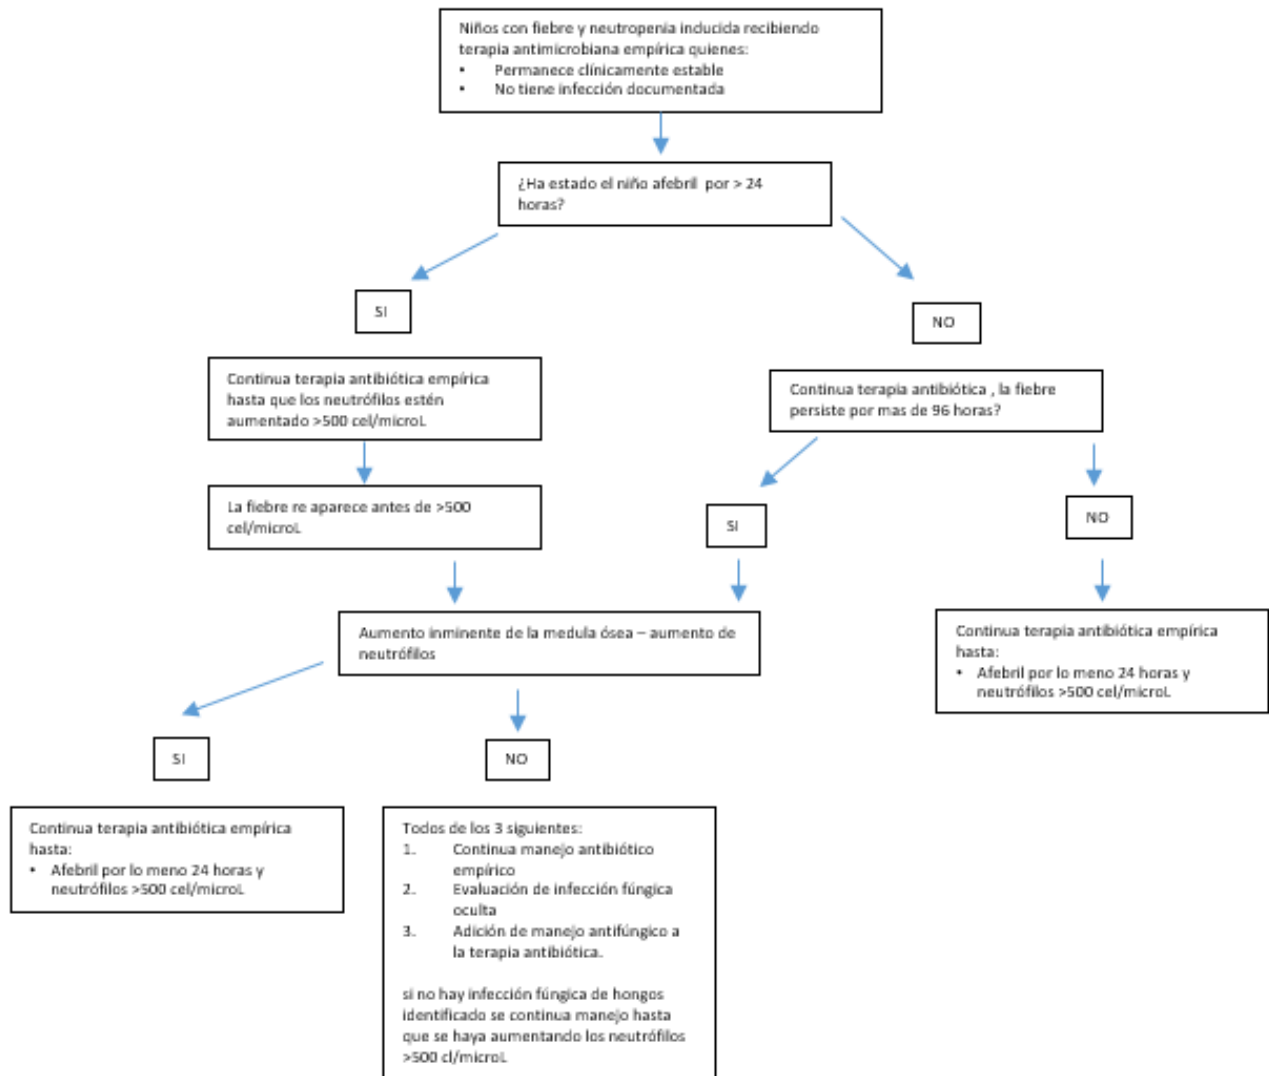 Niños con fiebre y neutropenia inducida recibiendo
terapia antimicrobiana empírica quienes:
• Permanece clínicamente estable
• No tiene infección documentada
¿Ha estado el niño afebril por > 24
horas?
SI
NO
Continua terapia antibiótica empírica
hasta que los neutrófilos estén
aumentado >500 cel/microL
Continua terapia antibiótica , la fiebre
persiste por mas de 96 horas?
La fiebre re aparece antes de >500
cel/microL
SI
NO
Aumento inminente de la medula ósea – aumento de
neutrófilos
Continua terapia antibiótica empírica
hasta:
• Afebril por lo meno 24 horas y
neutrófilos >500 cel/microL
SI
NO
Continua terapia antibiótica empírica
hasta:
• Afebril por lo meno 24 horas y
neutrófilos >500 cel/microL
Todos de los 3 siguientes:
1. Continua manejo antibiótico
empírico
2. Evaluación de infección fúngica
oculta
3. Adición de manejo antifúngico a
la terapia antibiótica.
si no hay infección fúngica de hongos
identificado se continua manejo hasta
que se haya aumentando los neutrófilos
>500 cl/microL